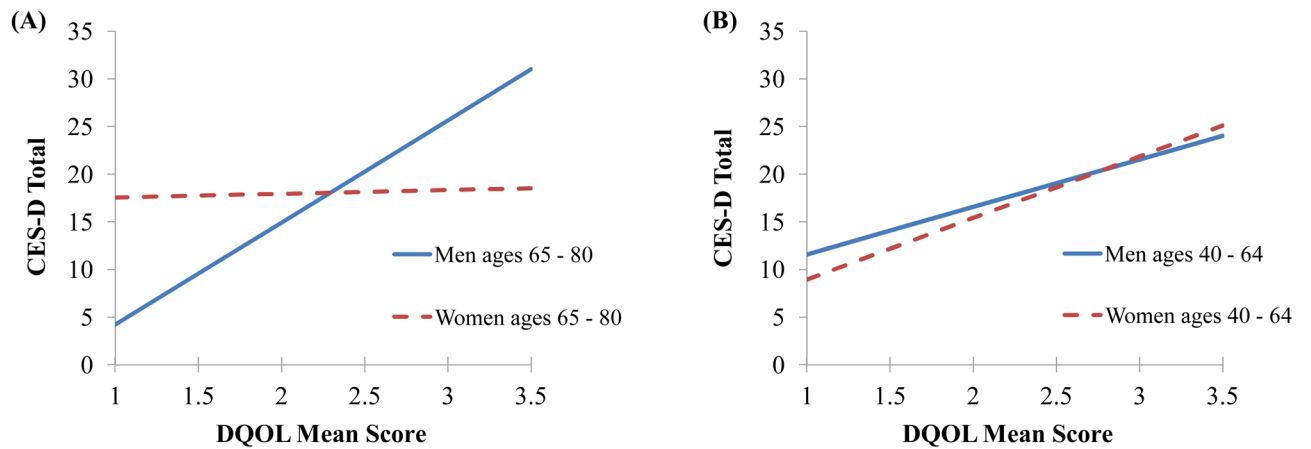 (A)
CES-D Total
35
30
25
20
15
10
5
0
1 1.5 2 2.5 3 3.5
DQOL Mean Score
Men ages 65 - 80
Women ages 65 - 80
(B)
CES-D Total
35
30
25
20
15
10
5
0
1 1.5 2 2.5 3 3.5
DQOL Mean Score
Men ages 40 - 64
Women ages 40 - 64